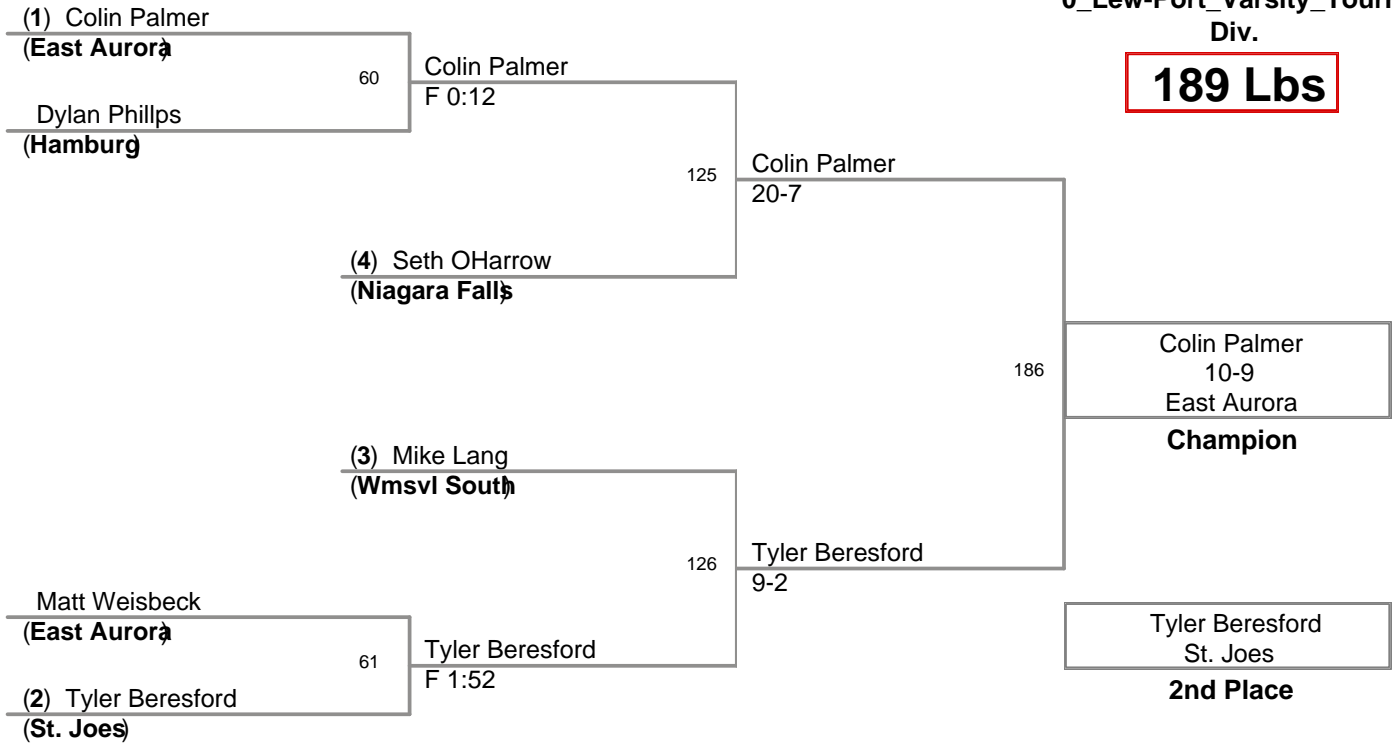 0_Lew-Port_Varsity_Tourn
Div.
189 Lbs
(1) Colin Palmer
(East Aurora)
60
Colin Palmer
F 0:12
Dylan Phillps
(Hamburg)
125
Colin Palmer
20-7
(4) Seth OHarrow
(Niagara Falls)
186
Colin Palmer
10-9
East Aurora
Champion
(3) Mike Lang
(Wmsvl South)
126
Tyler Beresford
9-2
Matt Weisbeck
(East Aurora)
61
Tyler Beresford
F 1:52
(2) Tyler Beresford
(St. Joes)
Tyler Beresford
St. Joes
2nd Place